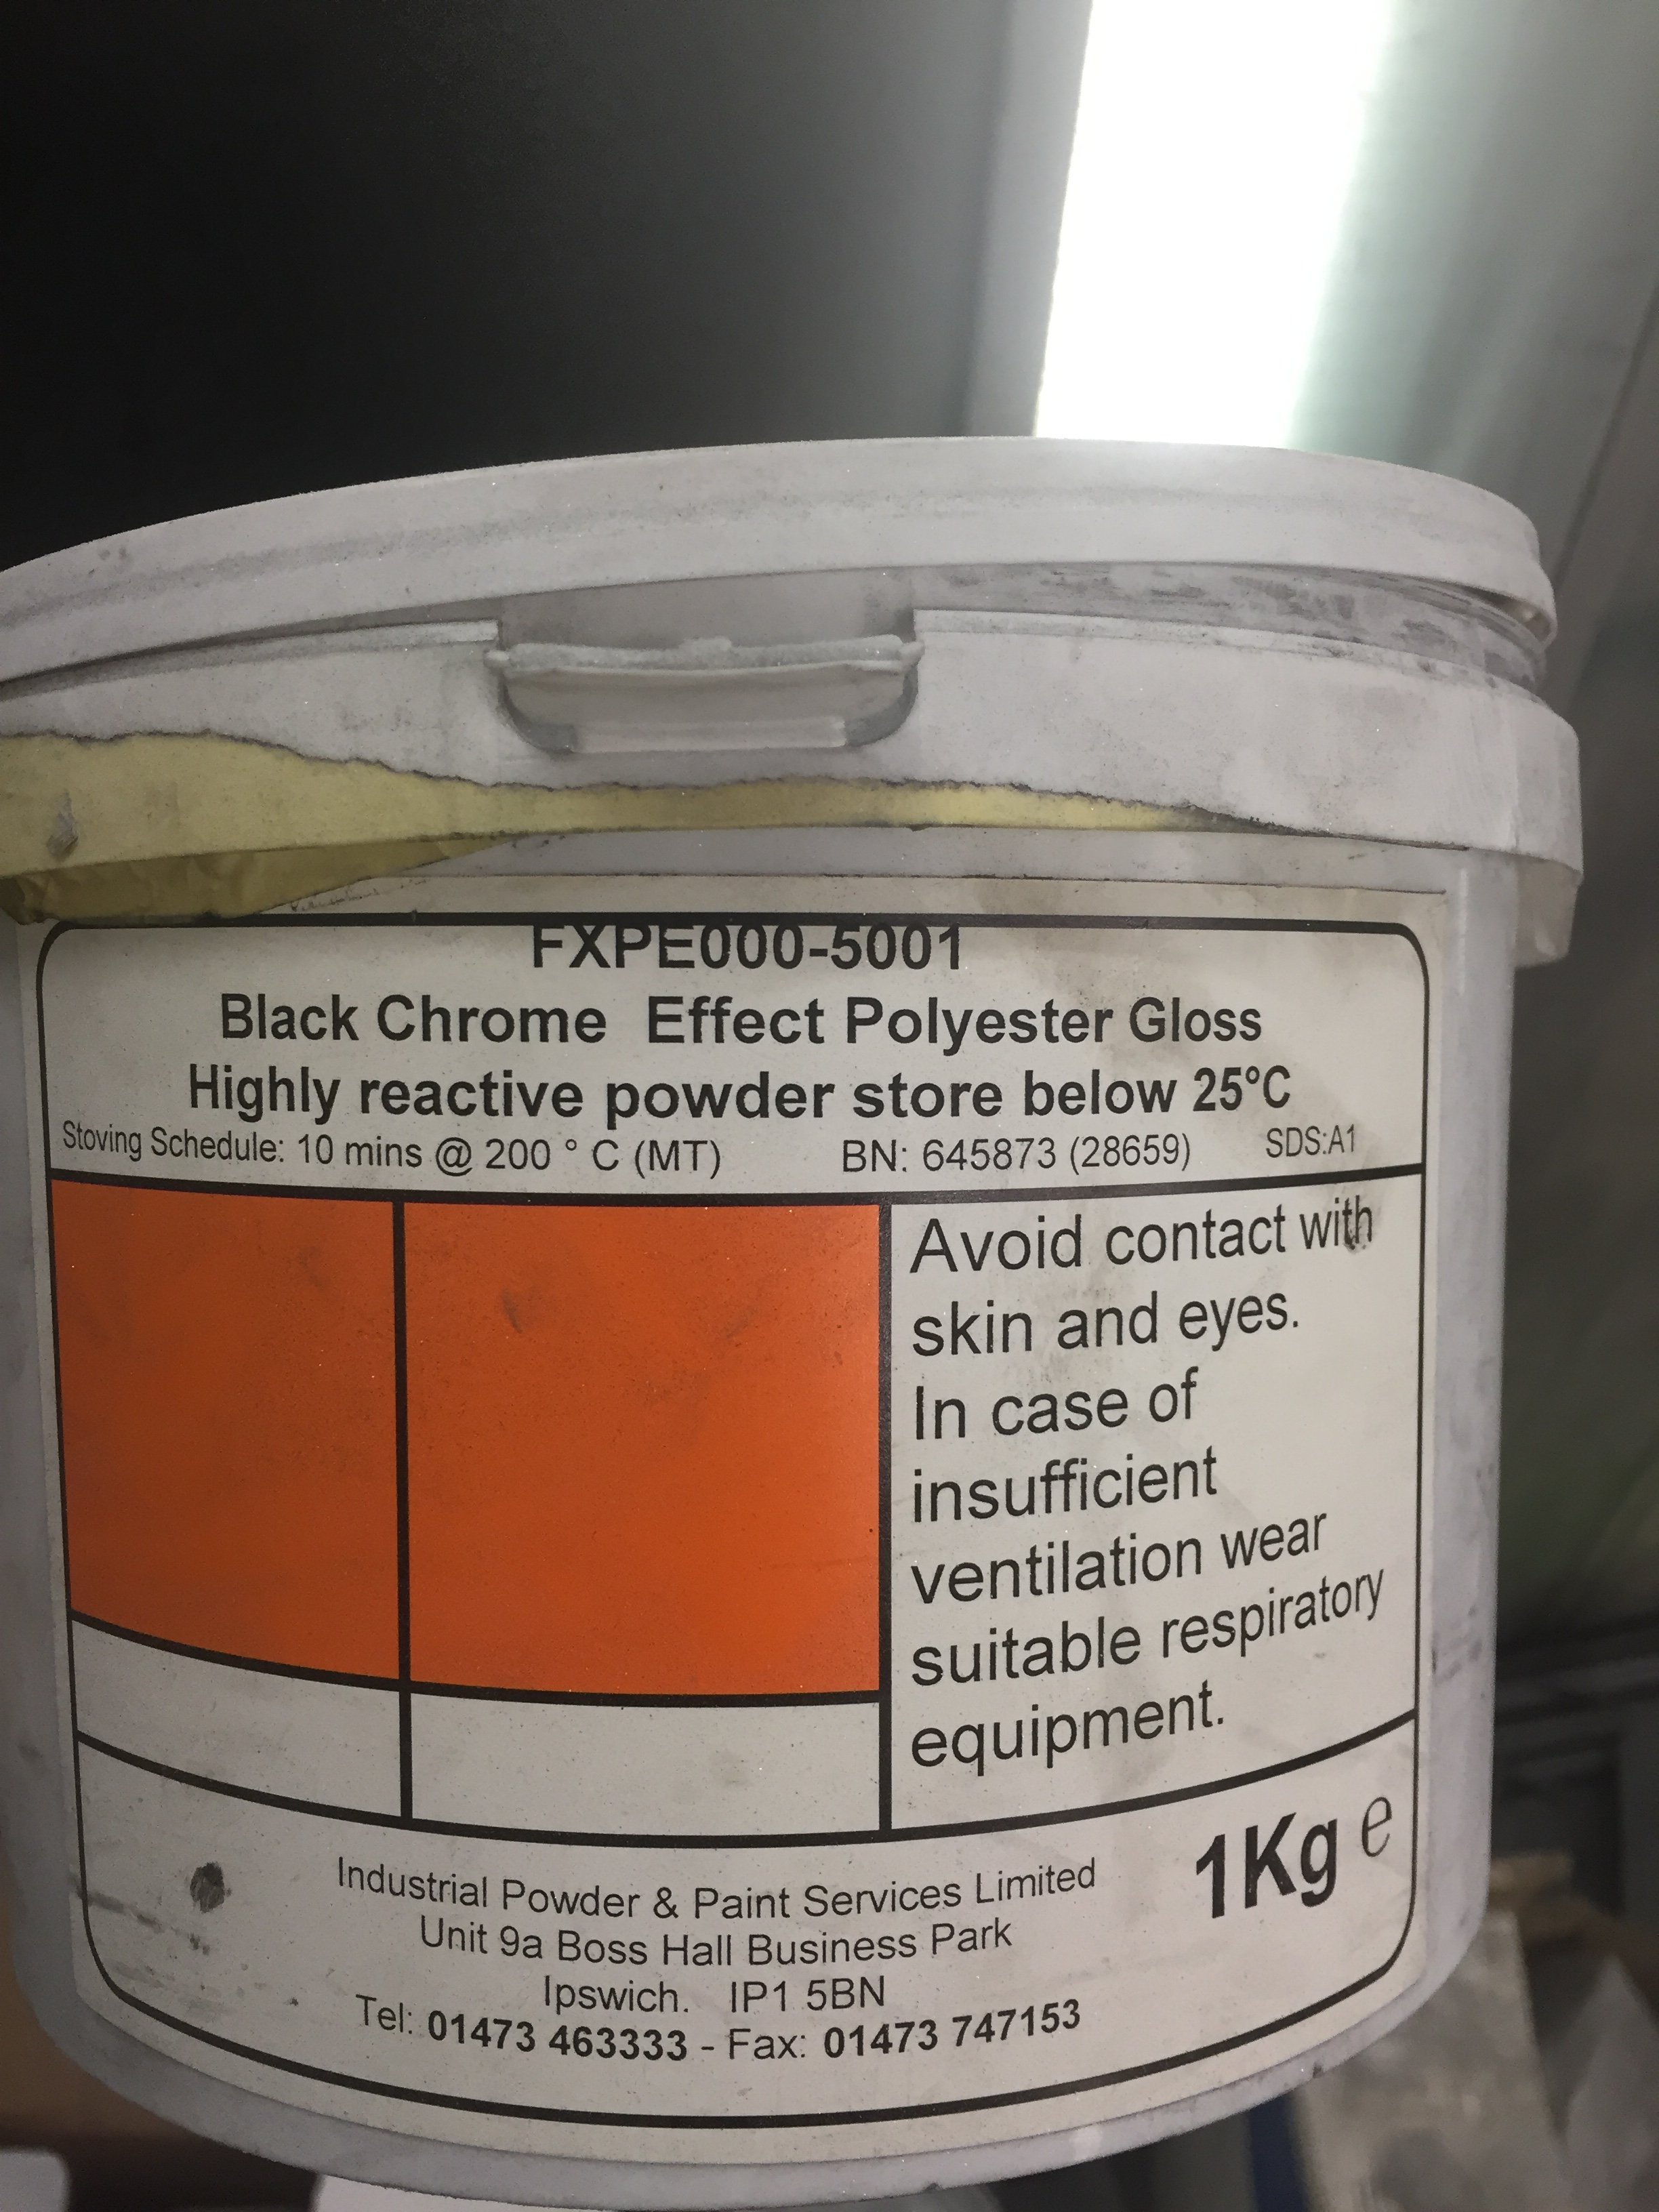 FXPE000-5001
Black Chrome Effect Polyester Gloss
Highly reactive powder store below 25°C
Stoving Schedule: 10 mins @ 200 ° C (MT) BN: 645873 (28659) SDS:A1
Avoid contact with
skin and eyes.
In case of
insufficient
ventilation wear
suitable respiratory
equipment.
1Kg e
Industrial Powder & Paint Services Limited
Unit 9a Boss Hall Business Park
Ipswich. IP1 5BN
Tel: 01473 463333 - Fax: 01473 747153